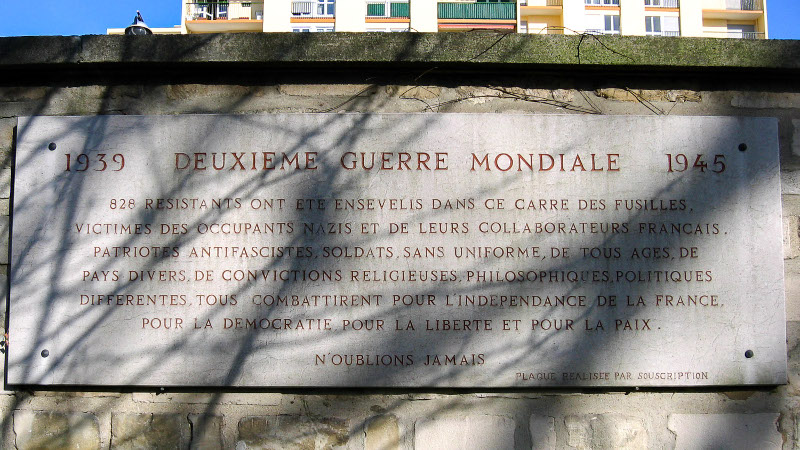 1939 DEUXIEME GUERRE MONDIALE 1945
828 RESISTANTS ONT ETE ENSEVELIS DANS CE CARRE DES FUSILLES,
VICTIMES DES OCCUPANTS NAZIS ET DE LEURS COLLABORATEURS FRANÇAIS.
PATRIOTES ANTIFASCISTES, SOLDATS, SANS UNIFORME, DE TOUS AGES, DE
PAYS DIVERS, DE CONVICTIONS RELIGIEUSES, PHILOSOPHIQUES, POLITIQUES
DIFFERENTES, TOUS COMBATTIRENT POUR L'INDEPENDANCE DE LA FRANCE,
POUR LA DEMOCRATIE, POUR LA LIBERTE ET POUR LA PAIX.
N'OUBLIONS JAMAIS
PLAQUE REALISEE PAR SOUSCRIPTION